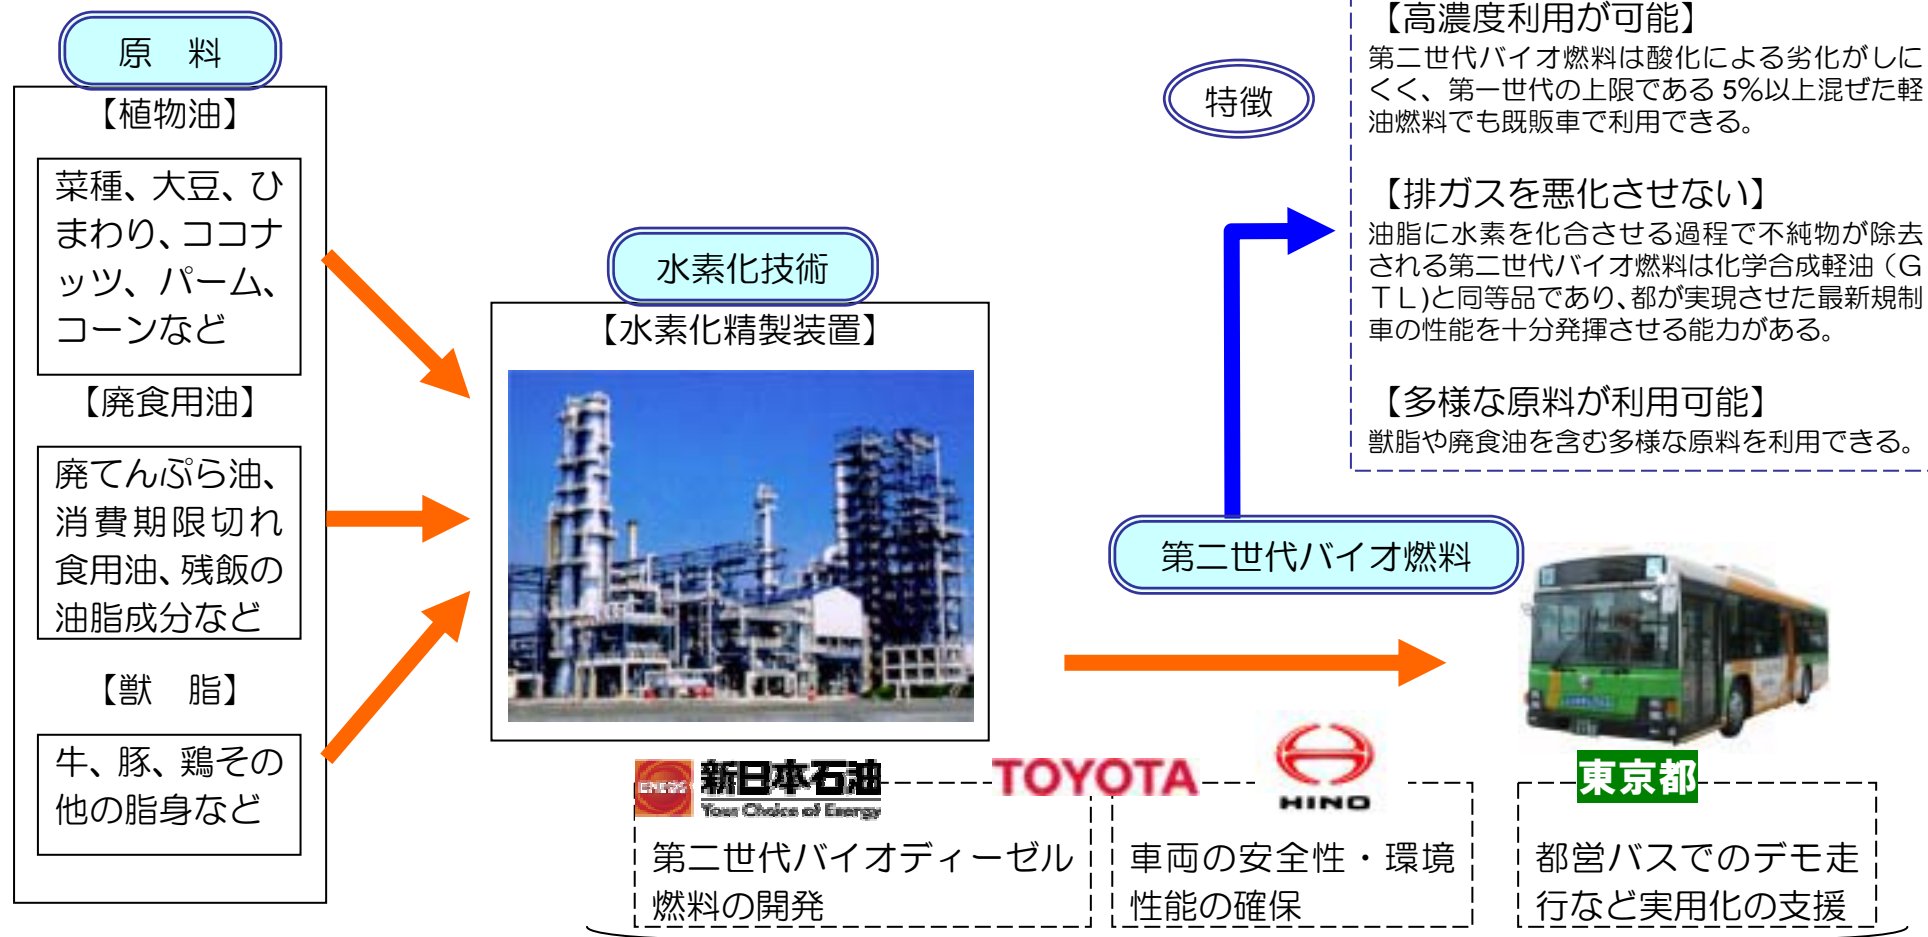 原　料
【植物油】
菜種、大豆、ひ
まわり、ココナ
ッツ、パーム、
コーンなど
【廃食用油】
廃てんぷら油、
消費期限切れ
食用油、残飯の
油脂成分など
【獣　脂】
牛、豚、鶏その
他の脂身など
水素化技術
【水素化精製装置】
特徴
【高濃度利用が可能】
第二世代バイオ燃料は酸化による劣化がしに
くく、第一世代の上限である 5%以上混ぜた軽
油燃料でも既販車で利用できる。
【排ガスを悪化させない】
油脂に水素を化合させる過程で不純物が除去
される第二世代バイオ燃料は化学合成軽油（Ｇ
ＴＬ)と同等品であり、都が実現させた最新規制
車の性能を十分発揮させる能力がある。
【多様な原料が利用可能】
獣脂や廃食油を含む多様な原料を利用できる。
第二世代バイオ燃料
ENEOS
新日本石油
Your Choice of Energy
TOYOTA
HINO
東京都
第二世代バイオディーゼル
燃料の開発
車両の安全性・環境
性能の確保
都営バスでのデモ走
行など実用化の支援